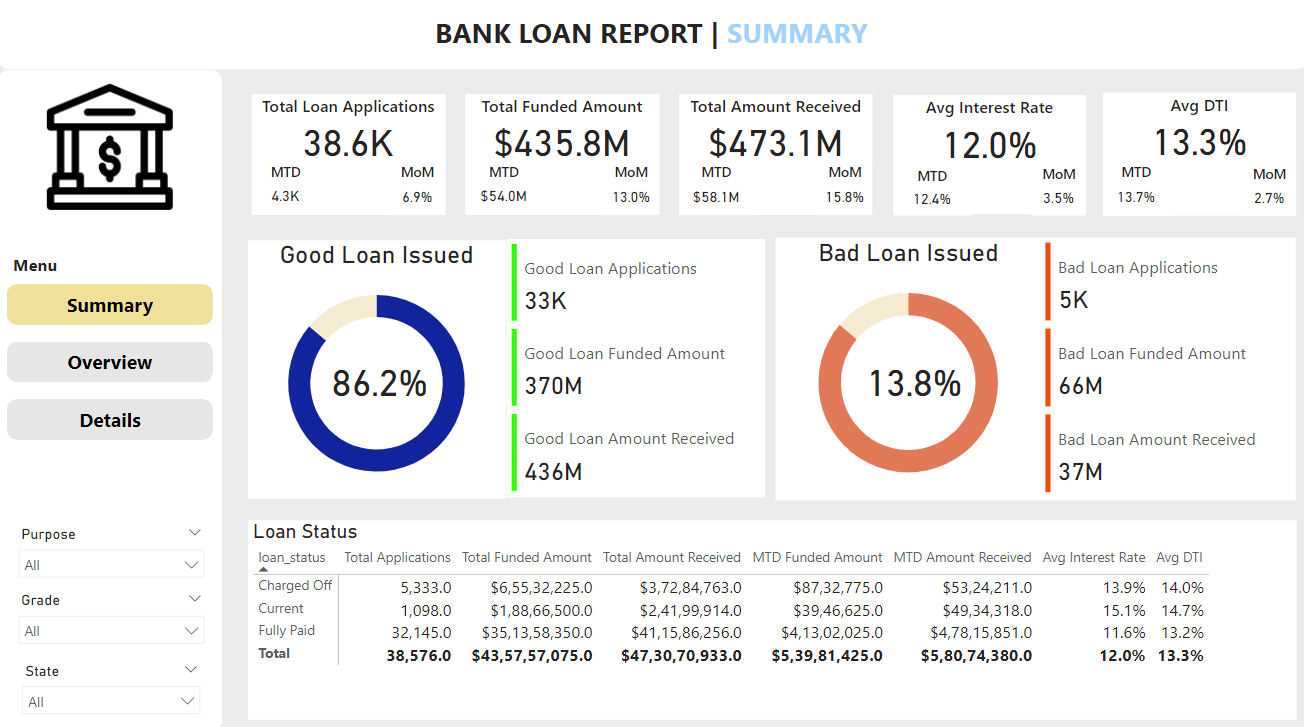 BANK LOAN REPORT | SUMMARY
$
Menu
Summary
Overview
Details
Purpose
All
Grade
All
State
All
Total Loan Applications
38.6K
MTD MoM
4.3K 6.9%
Total Funded Amount
$435.8M
MTD MoM
$54.0M 13.0%
Total Amount Received
$473.1M
MTD MoM
$58.1M 15.8%
Avg Interest Rate
12.0%
MTD MoM
12.4% 3.5%
Avg DTI
13.3%
MTD MoM
13.7% 2.7%
Good Loan Issued
86.2%
Good Loan Applications
33K
Good Loan Funded Amount
370M
Good Loan Amount Received
436M
Bad Loan Issued
13.8%
Bad Loan Applications
5K
Bad Loan Funded Amount
66M
Bad Loan Amount Received
37M
Loan Status
loan_status Total Applications Total Funded Amount Total Amount Received MTD Funded Amount MTD Amount Received Avg Interest Rate Avg DTI
Charged Off 5,333.0 $6,55,32,225.0 $3,72,84,763.0 $87,32,775.0 $53,24,211.0 13.9% 14.0%
Current 1,098.0 $1,88,66,500.0 $2,41,99,914.0 $39,46,625.0 $49,34,318.0 15.1% 14.7%
Fully Paid 32,145.0 $35,13,58,350.0 $41,15,86,256.0 $4,13,02,025.0 $4,78,15,851.0 11.6% 13.2%
Total 38,576.0 $43,57,57,075.0 $47,30,70,933.0 $5,39,81,425.0 $5,80,74,380.0 12.0% 13.3%